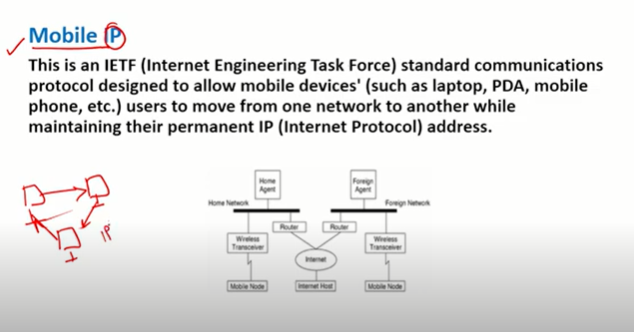 Mobile IP
This is an IETF (Internet Engineering Task Force) standard communications
protocol designed to allow mobile devices' (such as laptop, PDA, mobile
phone, etc.) users to move from one network to another while
maintaining their permanent IP (Internet Protocol) address.
Home
Agent
Foreign
Agent
Home Network
Foreign Network
Router
Router
Wireless
Transceiver
Wireless
Transceiver
Internet
Mobile Node
Internet Host
Mobile Node
IP